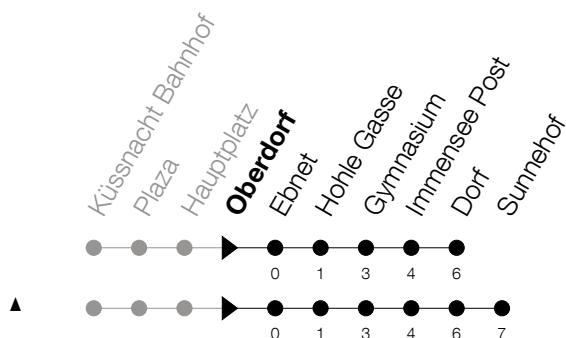 Küssnacht Bahnhof
Plaza
Hauptplatz
Oberdorf
Ebnet
Hohle Gasse
Gymnasium
Immensee Post
Dorf
Sunnehof
0 1 3 4 6
0 1 3 4 6 7